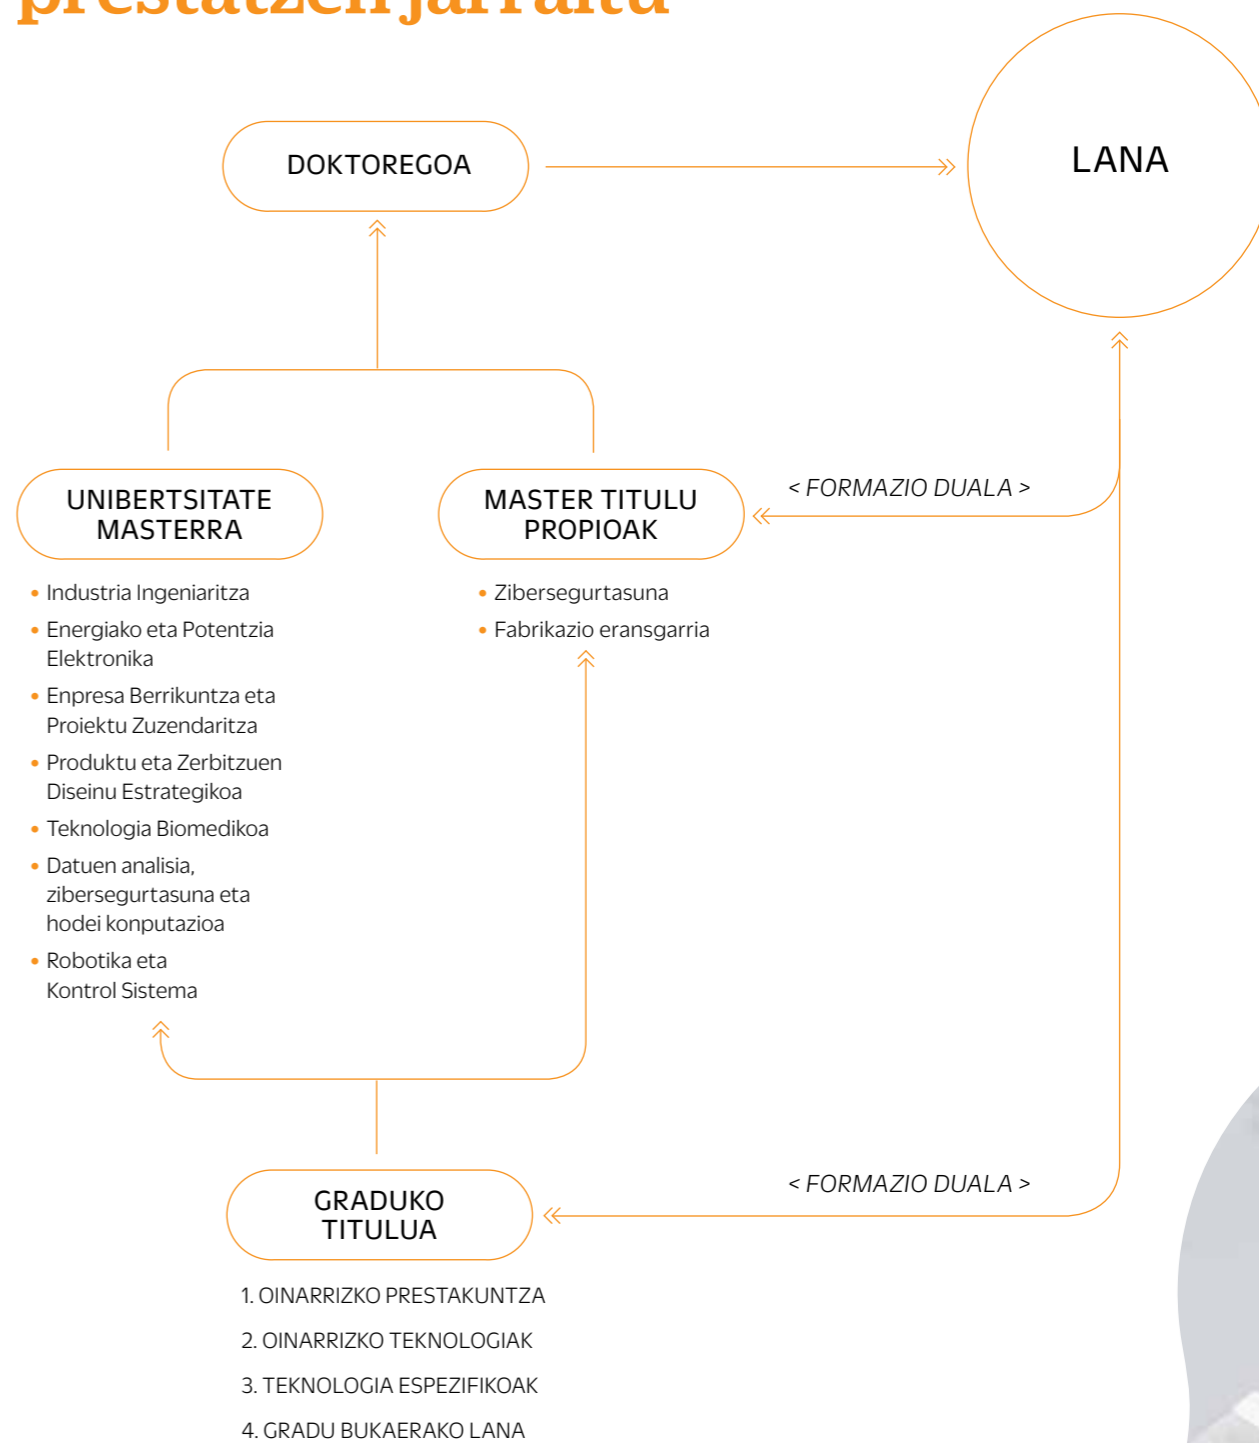 prestatzen jarraitu
DOKTOREGOA
LANA
UNIBERTSITATE
MASTERRA
MASTER TITULU
PROPIOAK
< FORMAZIO DUALA >
• Industria Ingeniaritza
• Energiako eta Potentzia
Elektronika
• Enpresa Berrikuntza eta
Proiektu Zuzendaritza
• Produktu eta Zerbitzuen
Diseinu Estrategikoa
• Teknologia Biomedikoa
• Datuen analisia,
zibersegurtasuna eta
hodei konputazioa
• Robotika eta
Kontrol Sistema
• Zibersegurtasuna
• Fabrikazio eransgarria
GRADUKO
TITULUA
< FORMAZIO DUALA >
1. OINARRIZKO PRESTAKUNTZA
2. OINARRIZKO TEKNOLOGIAK
3. TEKNOLOGIA ESPEZIFIKOAK
4. GRADU BUKAERAKO LANA